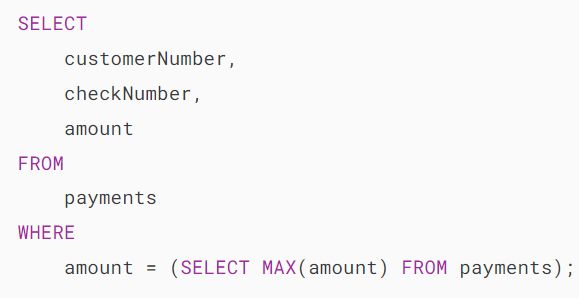 SELECT
    customerNumber,
    checkNumber,
    amount
FROM
    payments
WHERE
    amount = (SELECT MAX(amount) FROM payments);